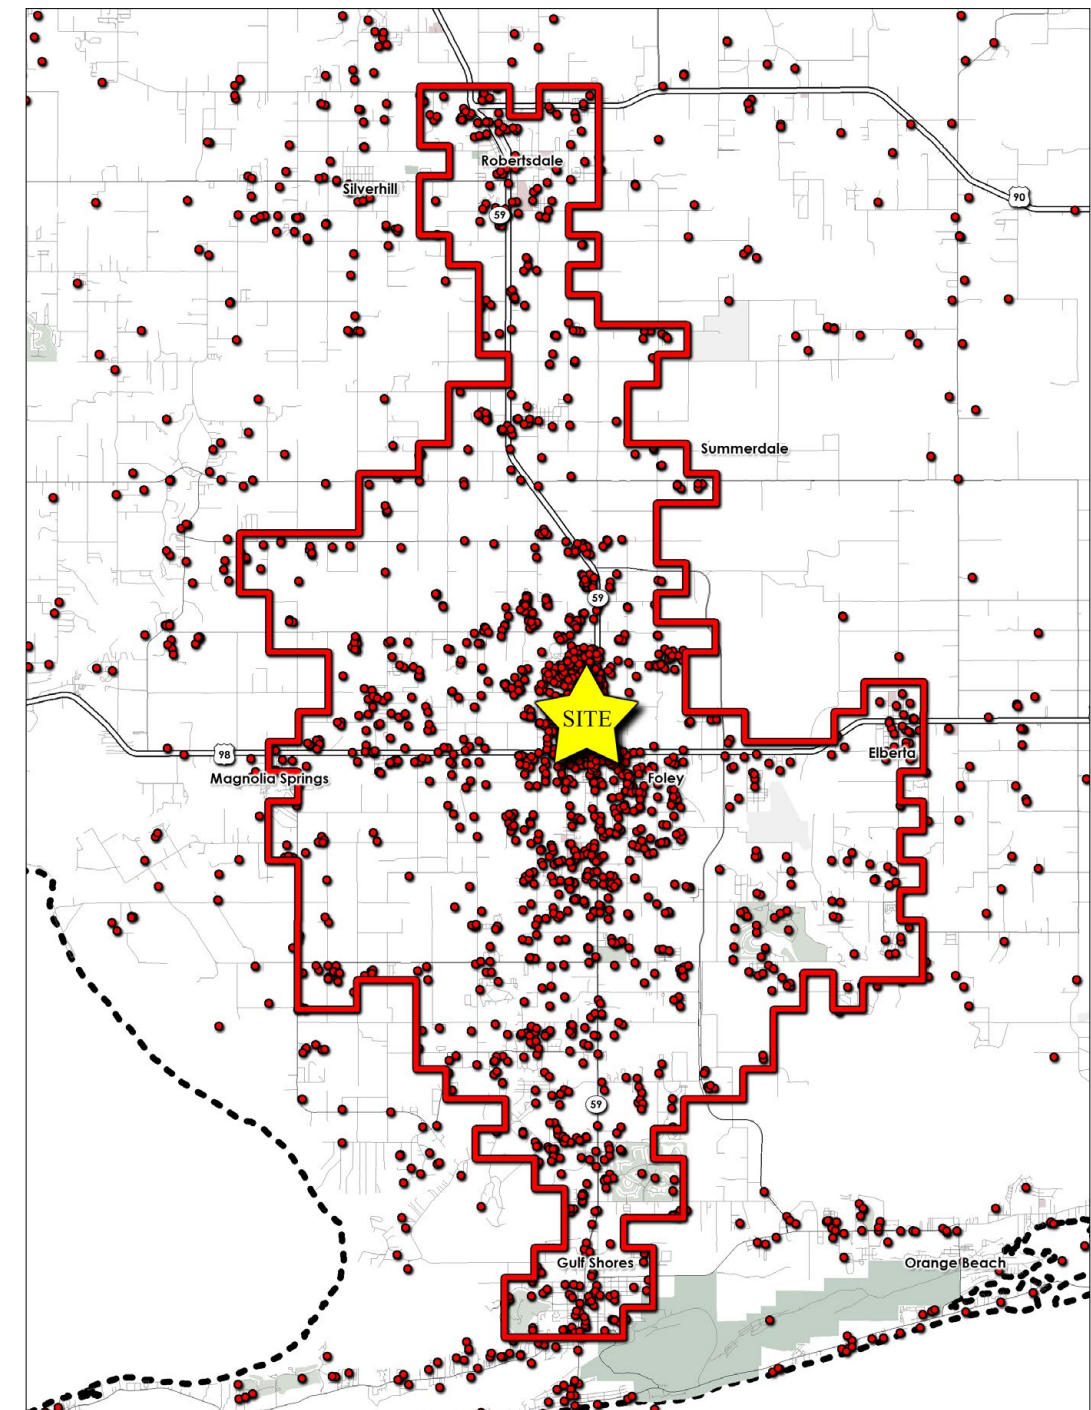 Robertsdale
Silverhill
90
59
Summerdale
59
SITE
98
Elberta
Magnolia Springs
Foley
59
Gulf Shores
Orange Beach